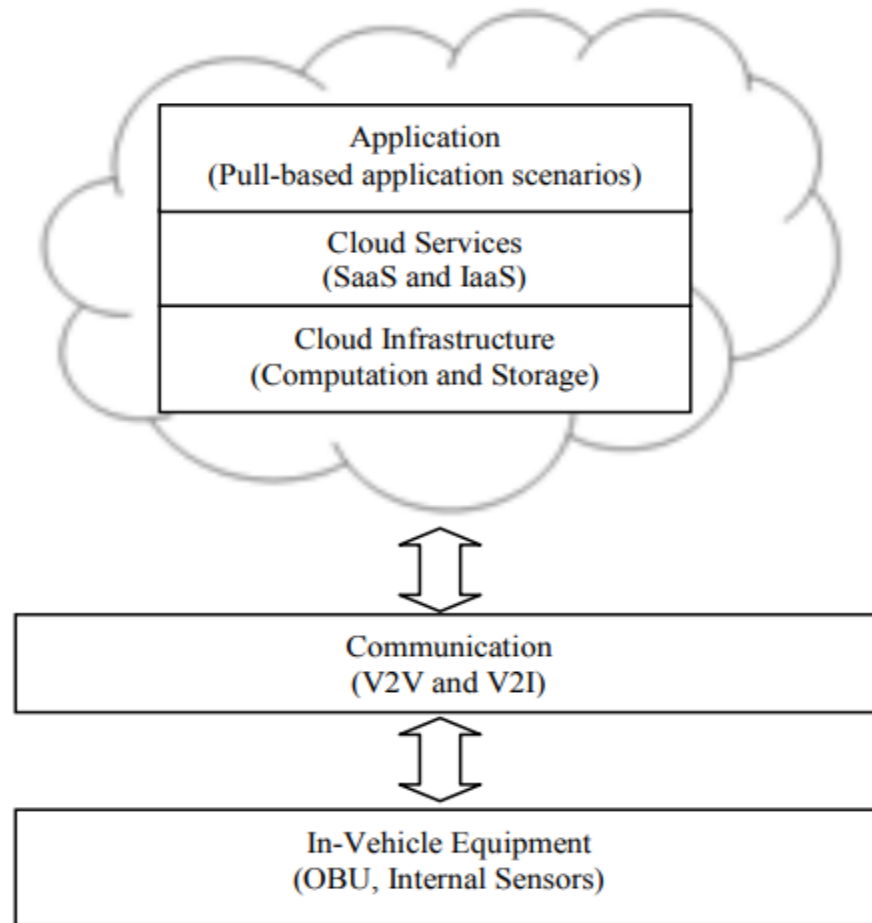 Application
(Pull-based application scenarios)
Cloud Services
(SaaS and IaaS)
Cloud Infrastructure
(Computation and Storage)
Communication
(V2V and V2I)
In-Vehicle Equipment
(OBU, Internal Sensors)